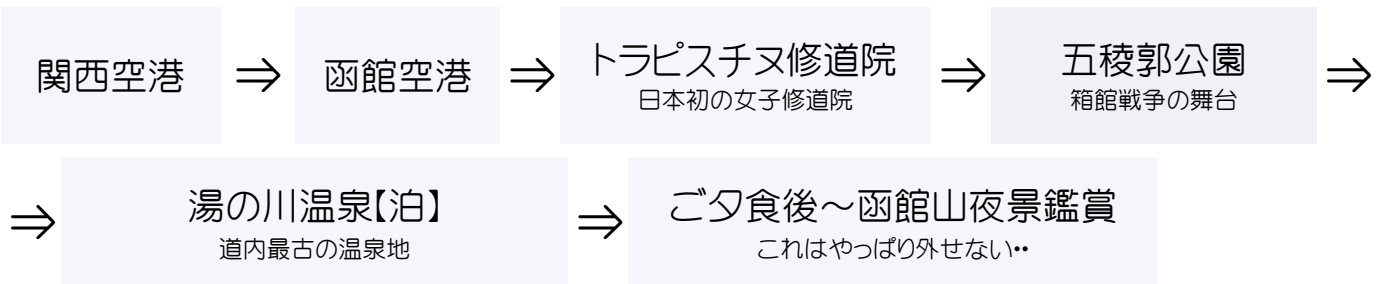 関西空港 ⇒ 函館空港 ⇒ トラピスチヌ修道院 ⇒ 五稜郭公園 ⇒
日本初の女子修道院 箱館戦争の舞台
⇒ 湯の川温泉【泊】 ⇒ ご夕食後～函館山夜景鑑賞
道内最古の温泉地 これはやっぱり外せない・・